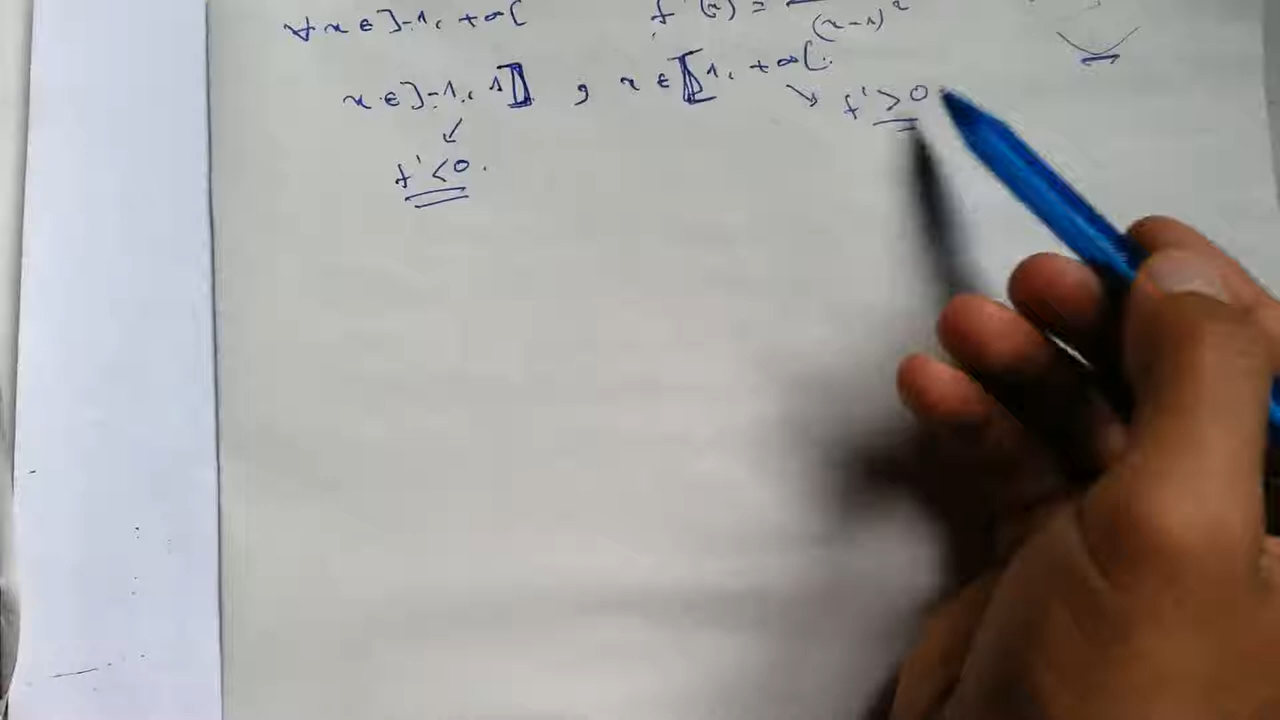 ∀x∈]-1, +∞[ f'(x) = (x-1)²
x∈]-1, 1] , x∈[1, +∞[.
↙ ↘ f' > 0
f' < 0.